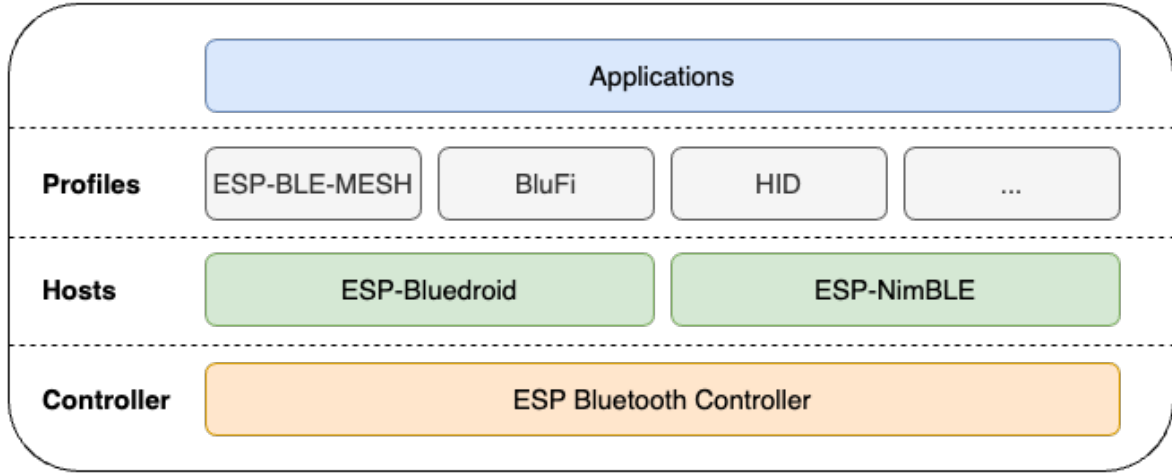 Applications
Profiles ESP-BLE-MESH BluFi HID ...
Hosts ESP-Bluedroid ESP-NimBLE
Controller ESP Bluetooth Controller